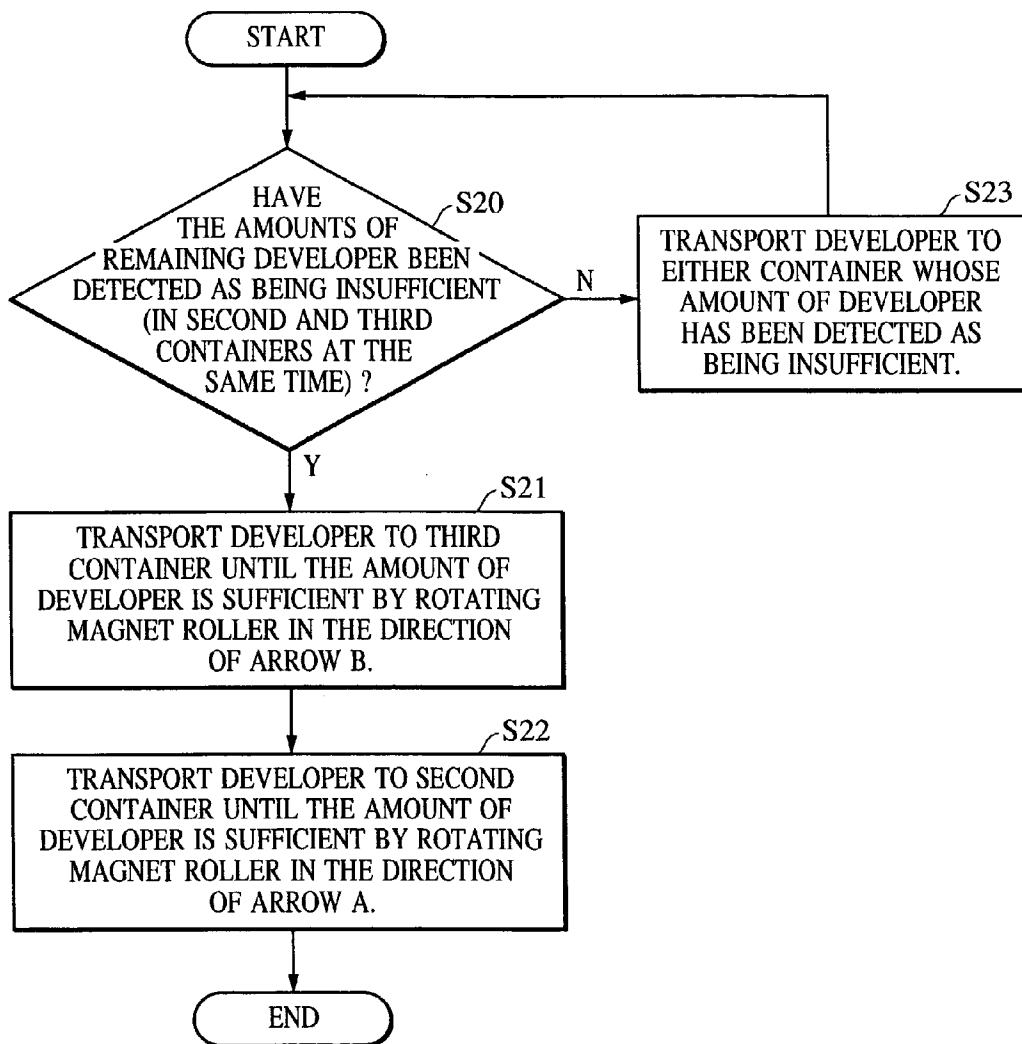 START
HAVE
THE AMOUNTS OF
REMAINING DEVELOPER BEEN
DETECTED AS BEING INSUFFICIENT
(IN SECOND AND THIRD
CONTAINERS AT THE
SAME TIME) ?
S20
N
Y
S23
TRANSPORT DEVELOPER TO
EITHER CONTAINER WHOSE
AMOUNT OF DEVELOPER
HAS BEEN DETECTED AS
BEING INSUFFICIENT.
S21
TRANSPORT DEVELOPER TO THIRD
CONTAINER UNTIL THE AMOUNT OF
DEVELOPER IS SUFFICIENT BY ROTATING
MAGNET ROLLER IN THE DIRECTION
OF ARROW B.
S22
TRANSPORT DEVELOPER TO SECOND
CONTAINER UNTIL THE AMOUNT OF
DEVELOPER IS SUFFICIENT BY ROTATING
MAGNET ROLLER IN THE DIRECTION
OF ARROW A.
END